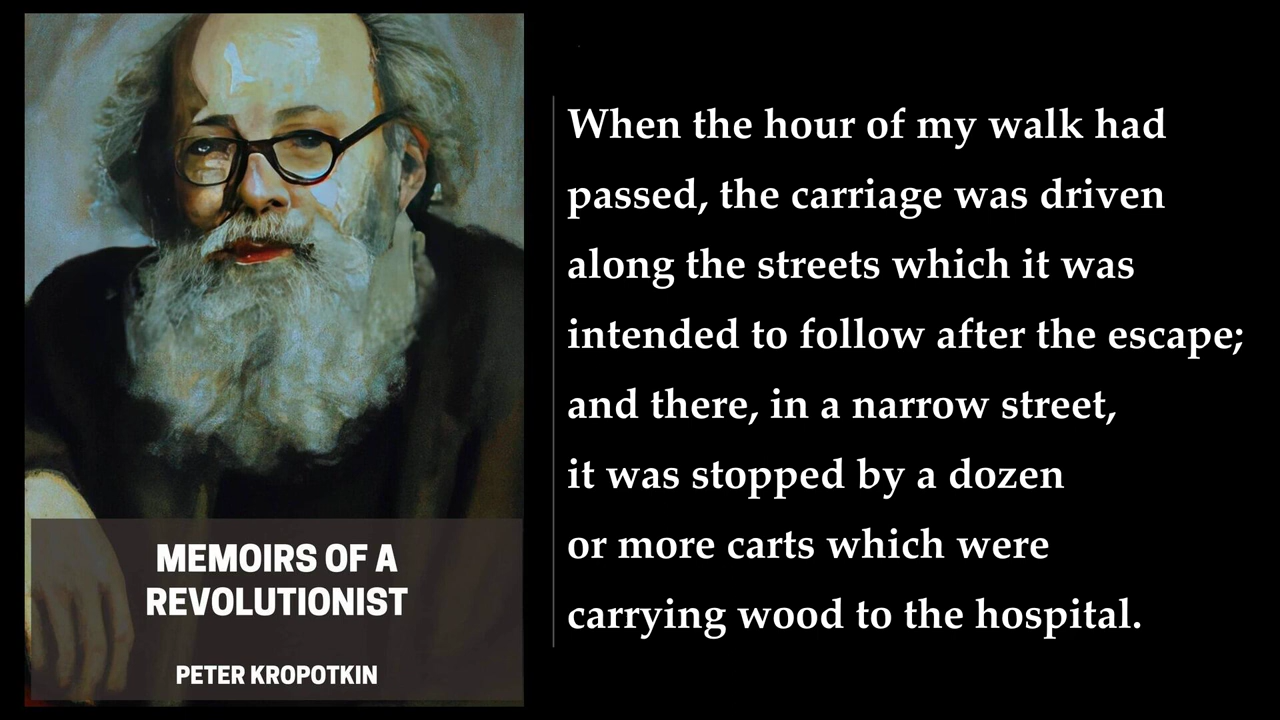 MEMOIRS OF A
REVOLUTIONIST
PETER KROPOTKIN
When the hour of my walk had
passed, the carriage was driven
along the streets which it was
intended to follow after the escape;
and there, in a narrow street,
it was stopped by a dozen
or more carts which were
carrying wood to the hospital.